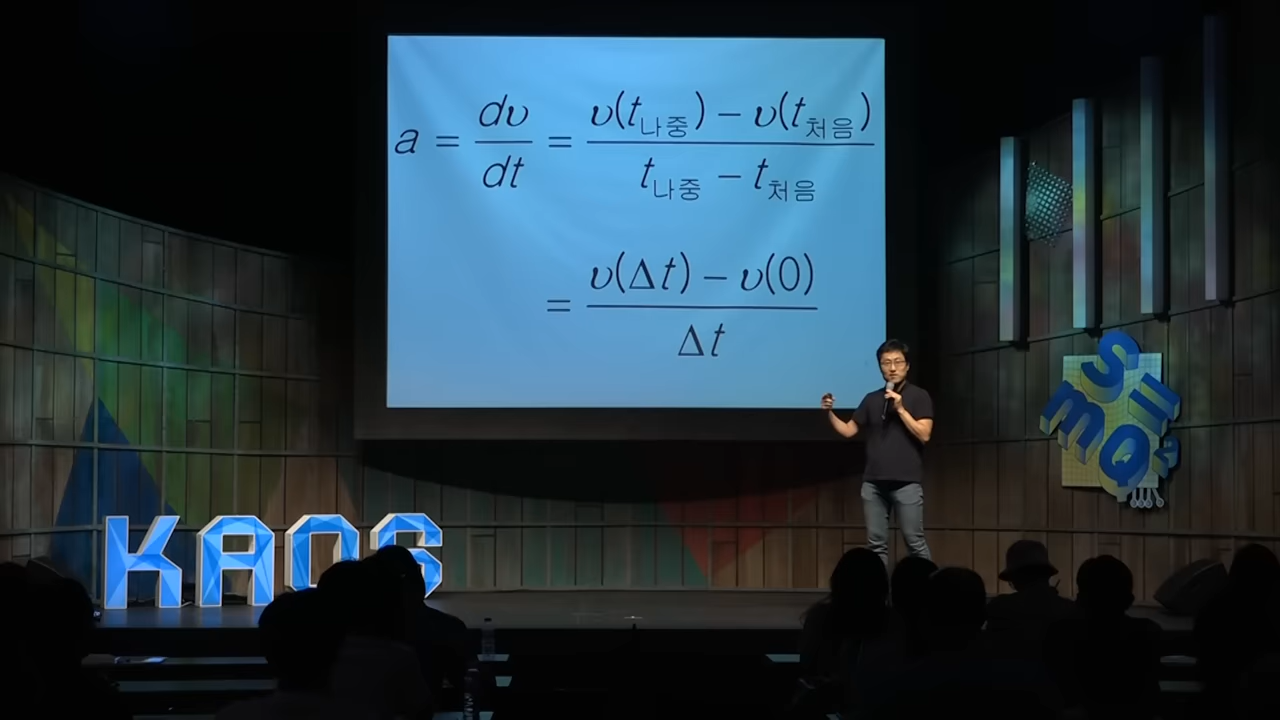 a = dυ/dt = υ(t나중) − υ(t처음) / t나중 − t처음
= υ(Δt) − υ(0) / Δt
KAOS